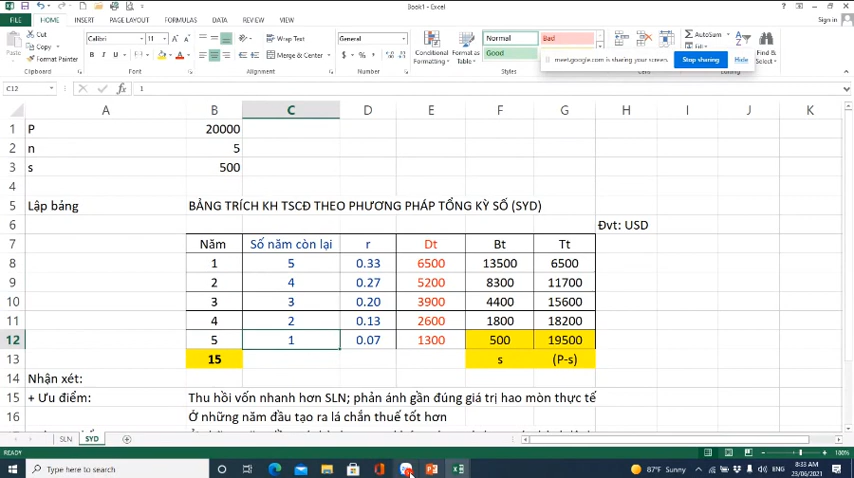 Book1 - Excel
Sign in
FILE HOME INSERT PAGE LAYOUT FORMULAS DATA REVIEW VIEW
Cut
Copy
Format Painter
Paste
Calibri 11
B I U
Wrap Text
Merge & Center
General
$ %
Conditional Formatting
Format as Table
Normal Bad
Good
AutoSum
Sort &
Find &
meet.google.com is sharing your screen. Stop sharing Hide
Clipboard Font Alignment Number Styles
C12 fx 1
A B C D E F G H I J K
1 P 20000
2 n 5
3 s 500
4
5 Lập bảng BẢNG TRÍCH KH TSCĐ THEO PHƯƠNG PHÁP TỔNG KỲ SỐ (SYD)
6 Đvt: USD
7 Năm Số năm còn lại r Dt Bt Tt
8 1 5 0.33 6500 13500 6500
9 2 4 0.27 5200 8300 11700
10 3 3 0.20 3900 4400 15600
11 4 2 0.13 2600 1800 18200
12 5 1 0.07 1300 500 19500
13 15 s (P-s)
14 Nhận xét:
15 + Ưu điểm: Thu hồi vốn nhanh hơn SLN; phản ánh gần đúng giá trị hao mòn thực tế
16 Ở những năm đầu tạo ra lá chắn thuế tốt hơn
SLN SYD
READY 100%
Type here to search
87°F Sunny
8:33 AM
23/06/2021